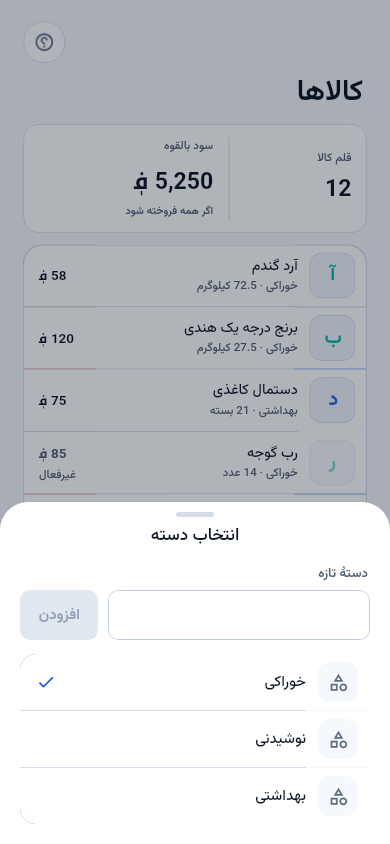 کالاها
قلم کالا
12
سود بالقوه
5,250 ؋
اگر همه فروخته شود
آ
آرد گندم
خوراکی · 72.5 کیلوگرم
58 ؋
ب
برنج درجه یک هندی
خوراکی · 27.5 کیلوگرم
120 ؋
د
دستمال کاغذی
بهداشتی · 21 بسته
75 ؋
ر
رب گوجه
خوراکی · 14 عدد
85 ؋
غیرفعال
انتخاب دسته
دستهٔ تازه
افزودن
خوراکی
نوشیدنی
بهداشتی